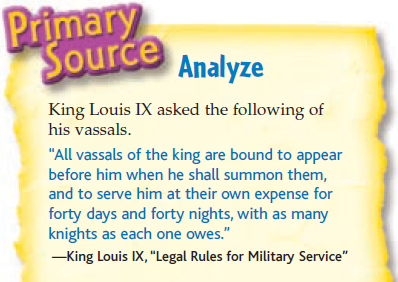 Primary
Source
Analyze
King Louis IX asked the following of
his vassals.
“All vassals of the king are bound to appear
before him when he shall summon them,
and to serve him at their own expense for
forty days and forty nights, with as many
knights as each one owes.”
—King Louis IX, “Legal Rules for Military Service”